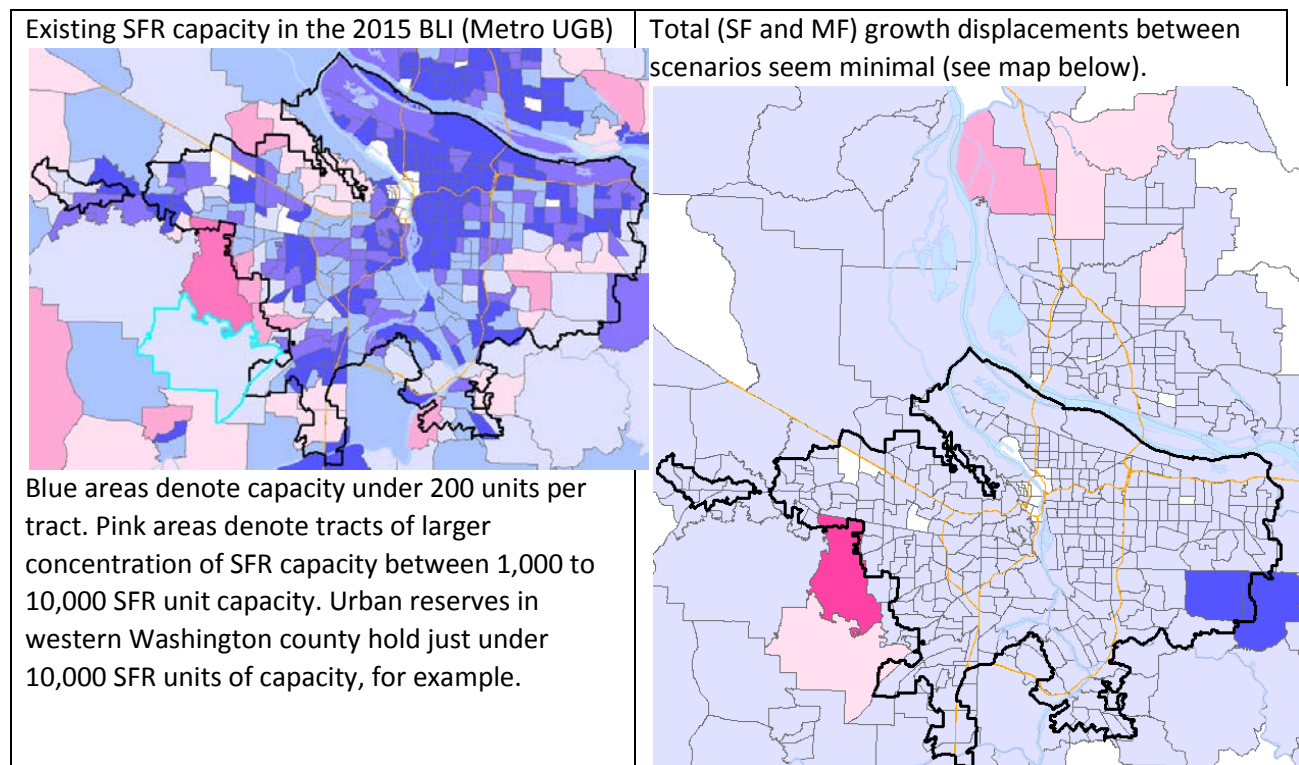 Existing SFR capacity in the 2015 BLI (Metro UGB)
Blue areas denote capacity under 200 units per
tract. Pink areas denote tracts of larger
concentration of SFR capacity between 1,000 to
10,000 SFR unit capacity. Urban reserves in
western Washington county hold just under
10,000 SFR units of capacity, for example.
Total (SF and MF) growth displacements between
scenarios seem minimal (see map below).